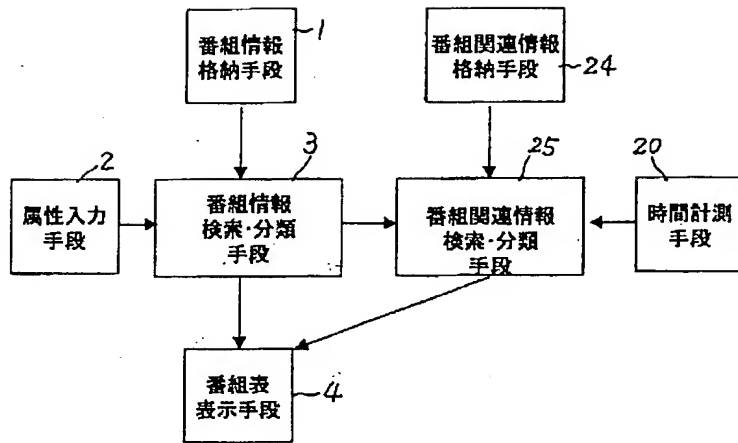 1
番組情報
格納手段
番組関連情報
格納手段
24
2
属性入力
手段
3
番組情報
検索・分類
手段
25
番組関連情報
検索・分類
手段
20
時間計測
手段
番組表
表示手段
4